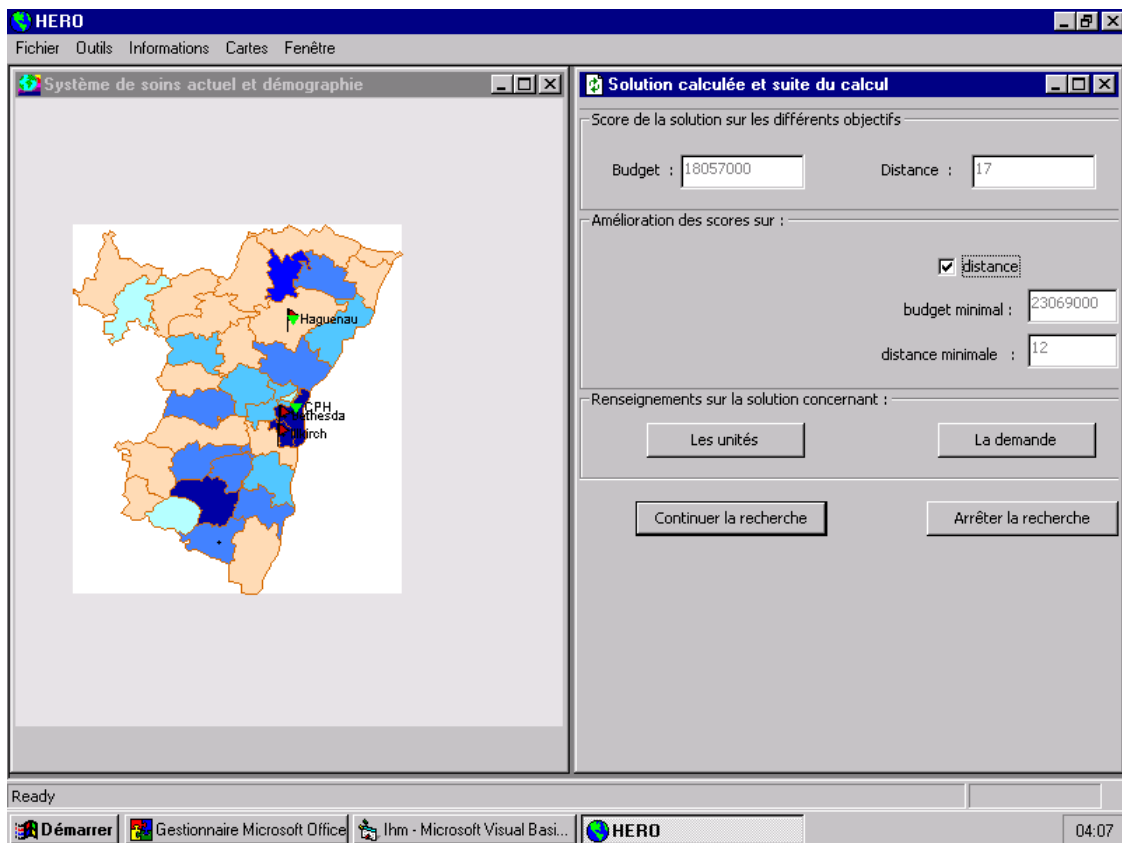 HERO
Fichier Outils Informations Cartes Fenêtre
Système de soins actuel et démographie
Haguenau
CPH
Solution calculée et suite du calcul
Score de la solution sur les différents objectifs
Budget : 18057000 Distance : 17
Amélioration des scores sur :
distance
budget minimal : 23069000
distance minimale : 12
Renseignements sur la solution concernant :
Les unités La demande
Continuer la recherche Arrêter la recherche
Ready
Démarrer Gestionnaire Microsoft Office Ihm - Microsoft Visual Basi... HERO 04:07